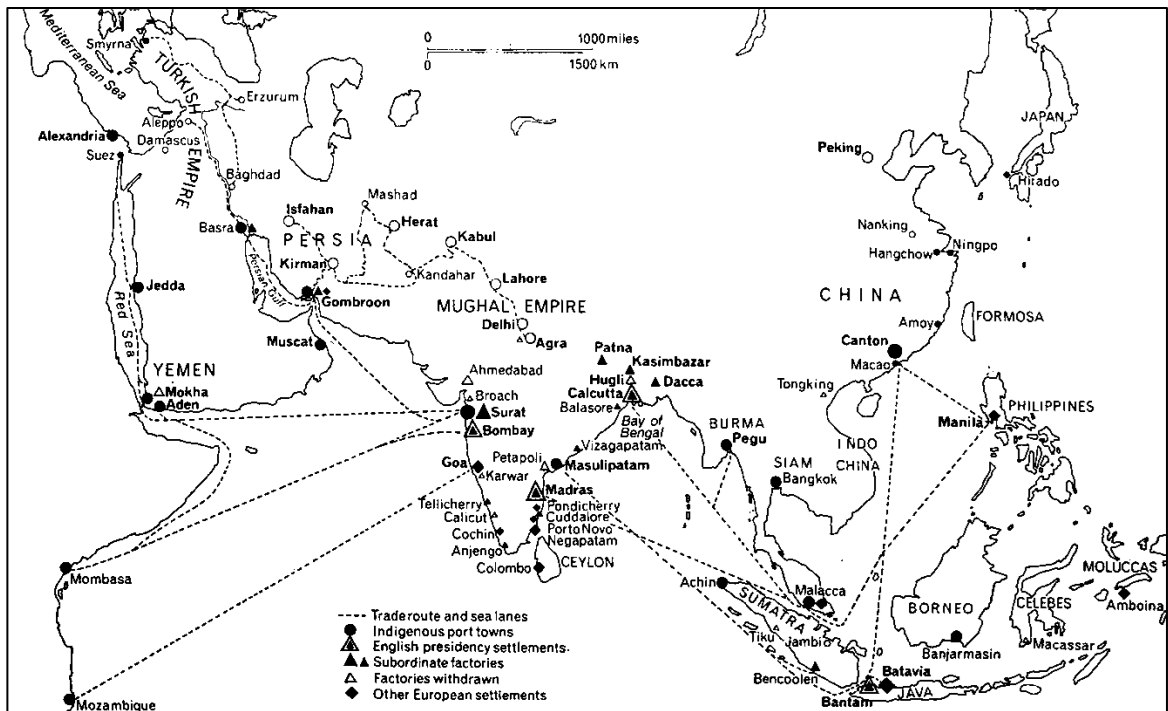 Mediterranean Sea
Smyrna
TURKISH
EMPIRE
Erzurum
Aleppo
Damascus
Alexandria
Suez
Baghdad
Basra
Isfahan
PERSIA
Kirman
Mashad
Herat
Kabul
Kandahar
Lahore
MUGHAL EMPIRE
Delhi
Agra
Persian Gulf
Gombroon
Muscat
Jedda
Red Sea
YEMEN
Mokha
Aden
0 1000 miles
0 1500 km
Peking
JAPAN
Hirado
Nanking
Hangchow
Ningpo
CHINA
Amoy
FORMOSA
Canton
Macao
Tongking
PHILIPPINES
Manila
INDO
CHINA
SIAM
Bangkok
BURMA
Pegu
Patna
Kasimbazar
Hugli
Dacca
Calcutta
Balasore
Bay of
Bengal
Vizagapatam
Ahmedabad
Broach
Surat
Bombay
Petapoli
Masulipatam
Goa
Karwar
Madras
Tellicherry
Pondicherry
Calicut
Cuddalore
Cochin
Porto Novo
Anjengo
Negapatam
Colombo
CEYLON
Achin
Malacca
SUMATRA
Tiku
Jambi
Bencoolen
BORNEO
Banjarmasin
CELEBES
Macassar
MOLUCCAS
Amboina
Batavia
JAVA
Bantam
Mombasa
Mozambique
Trade route and sea lanes
Indigenous port towns
English presidency settlements.
Subordinate factories
Factories withdrawn
Other European settlements